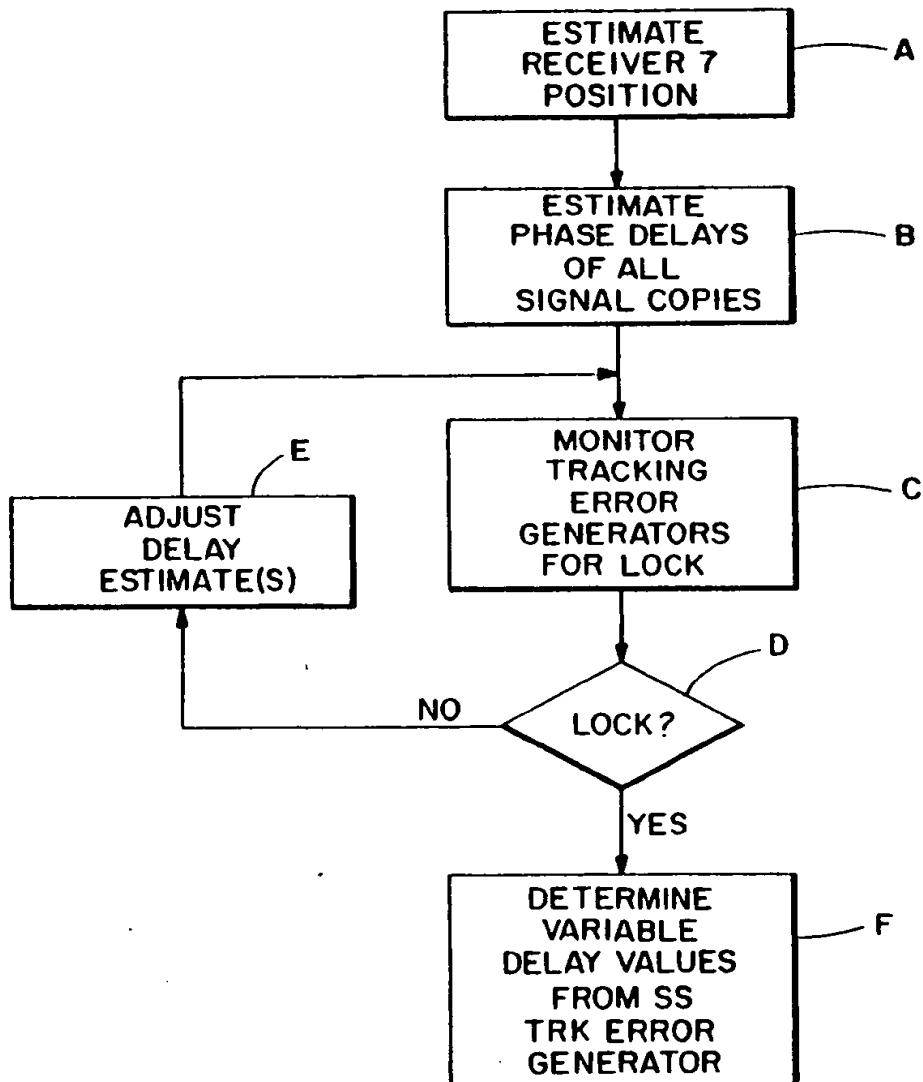 ESTIMATE
RECEIVER 7
POSITION
A
ESTIMATE
PHASE DELAYS
OF ALL
SIGNAL COPIES
B
MONITOR
TRACKING
ERROR
GENERATORS
FOR LOCK
C
E
ADJUST
DELAY
ESTIMATE(S)
D
LOCK?
NO
YES
DETERMINE
VARIABLE
DELAY VALUES
FROM SS
TRK ERROR
GENERATOR
F